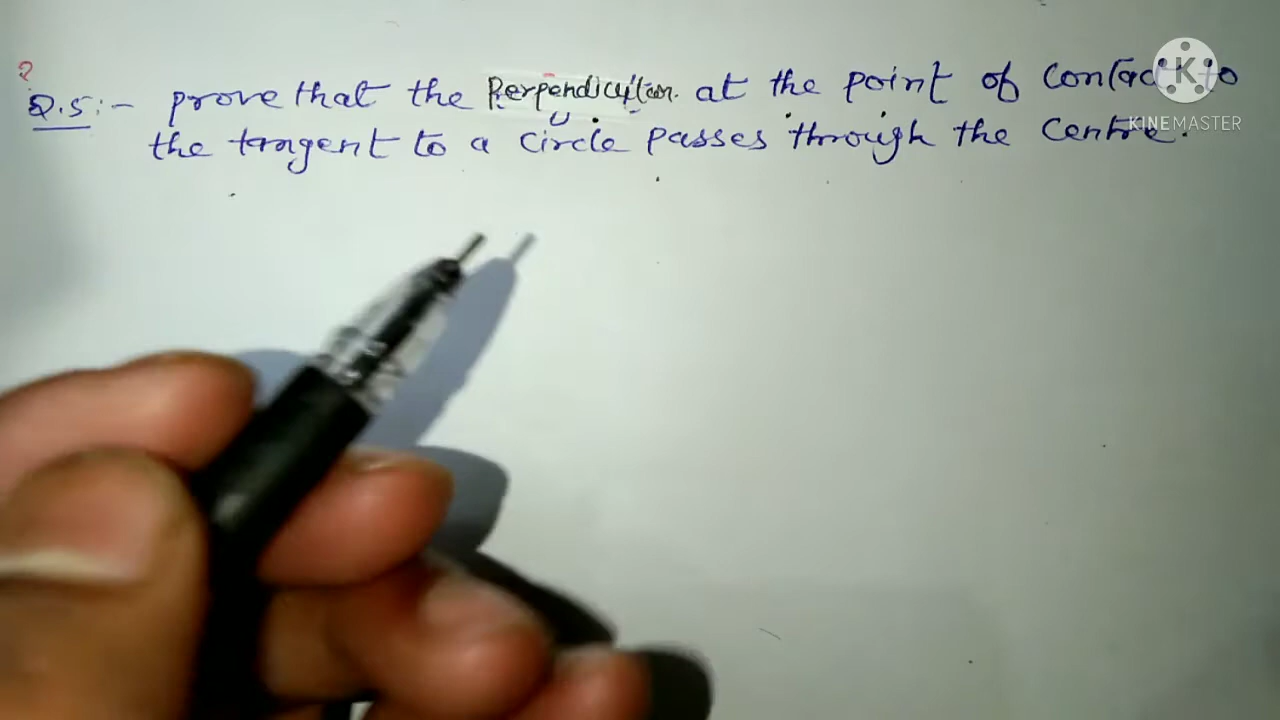 ?
Q.5:- prove that the Perpendicular at the point of contact to
K
KINEMASTER
the tangent to a circle passes through the centre.